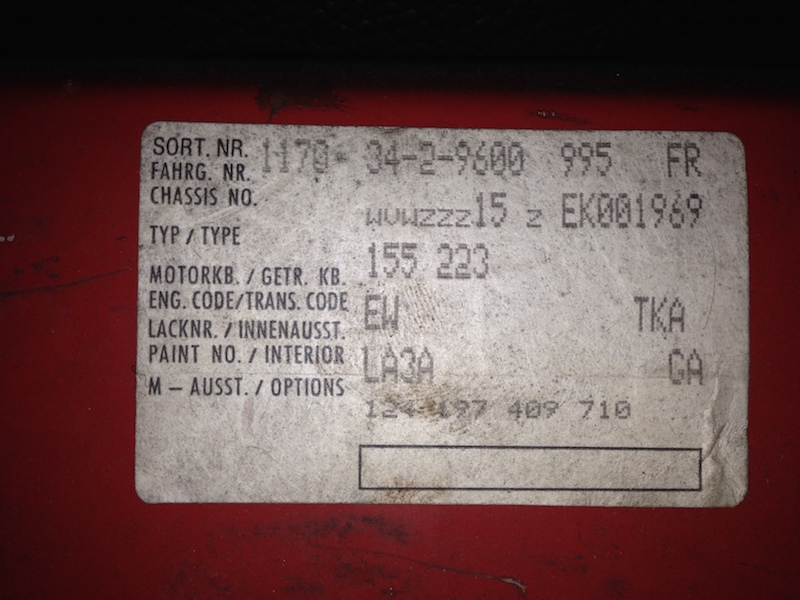 SORT. NR. 1170- 34-2-9600 995 FR
FAHRG. NR.
CHASSIS NO. WVWZZZ15 Z EK001969
TYP / TYPE 155 223
MOTORKB. / GETR. KB.
ENG. CODE/TRANS. CODE EW TKA
LACKNR. / INNENAUSST.
PAINT NO. / INTERIOR LA3A GA
M – AUSST. / OPTIONS 124 197 409 710